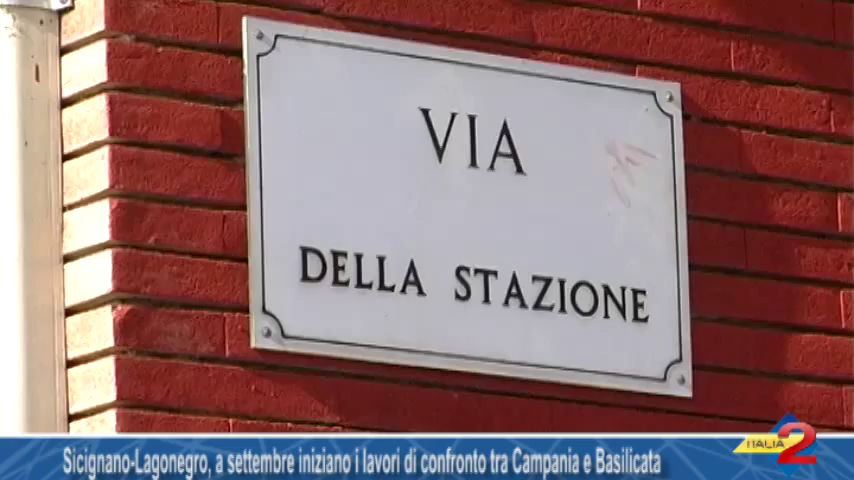 VIA
DELLA STAZIONE
Sicignano-Lagonegro, a settembre iniziano i lavori di confronto tra Campania e Basilicata
ITALIA 2